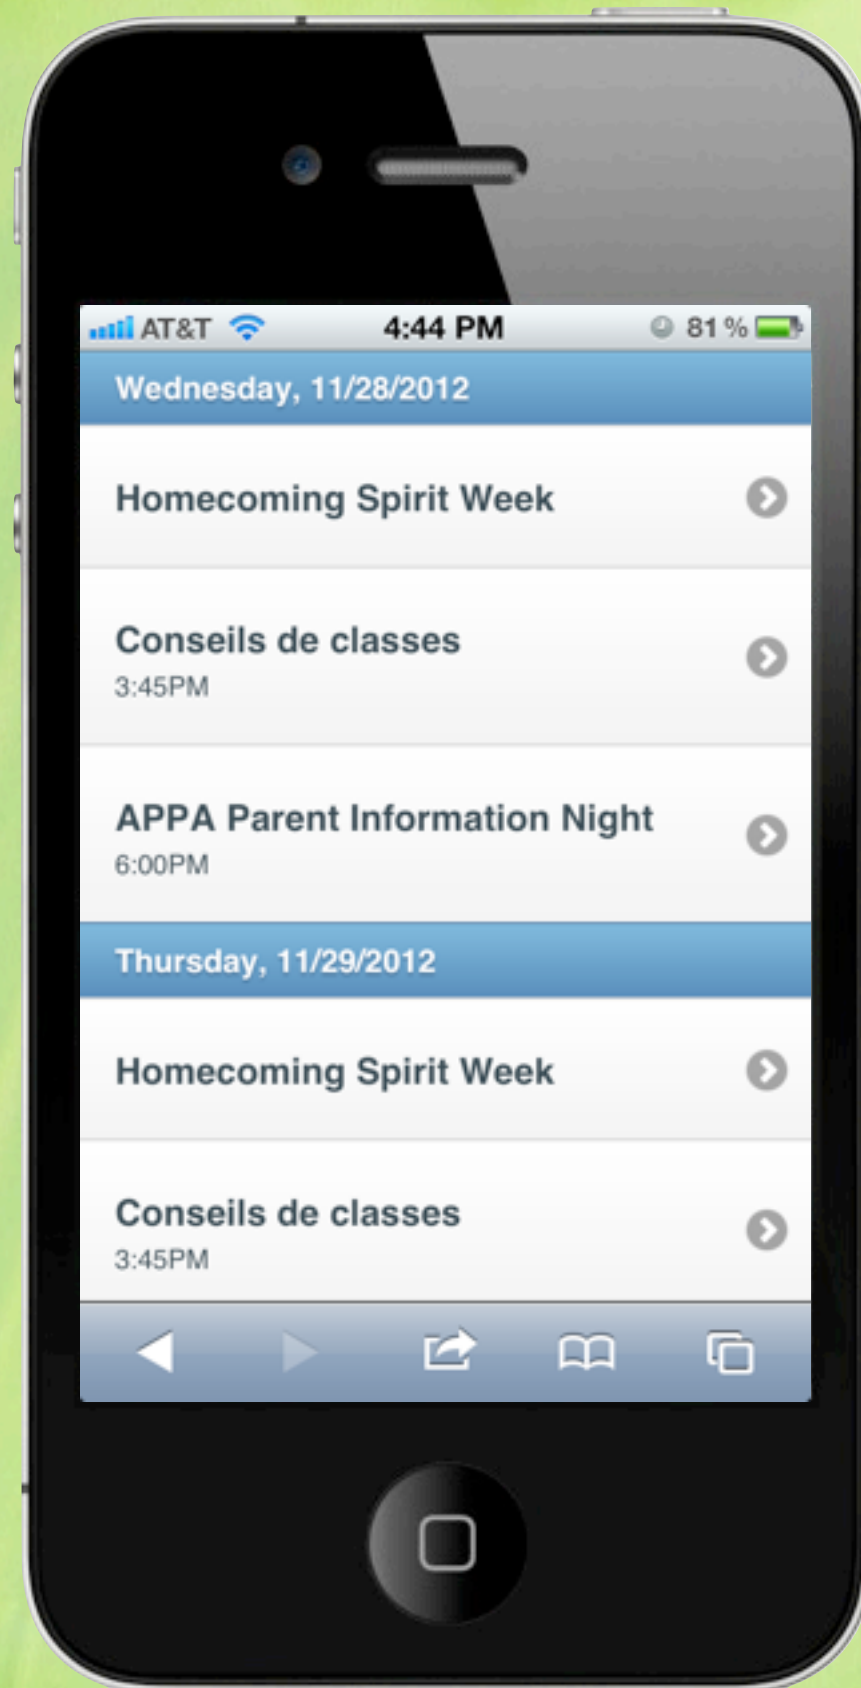 AT&T 4:44 PM 81%
Wednesday, 11/28/2012
Homecoming Spirit Week
Conseils de classes
3:45PM
APPA Parent Information Night
6:00PM
Thursday, 11/29/2012
Homecoming Spirit Week
Conseils de classes
3:45PM